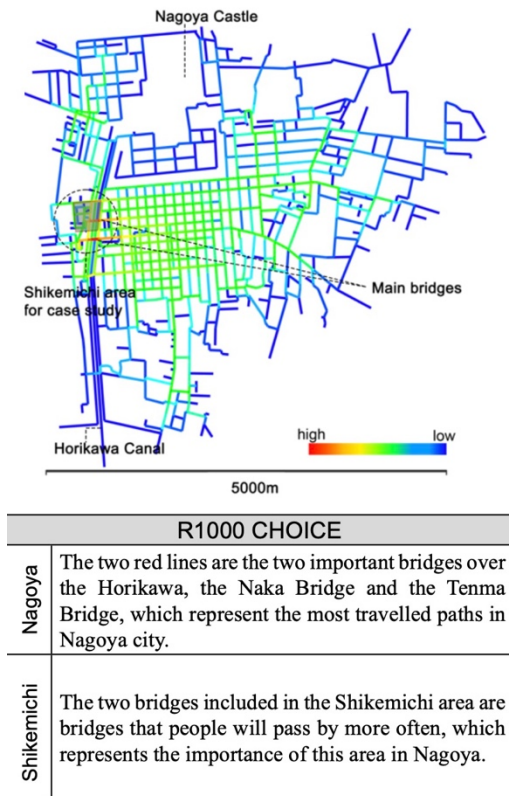 Nagoya Castle
Shikemichi area
for case study
Main bridges
Horikawa Canal
high
low
5000m
R1000 CHOICE
Nagoya
The two red lines are the two important bridges over
the Horikawa, the Naka Bridge and the Tenma
Bridge, which represent the most travelled paths in
Nagoya city.
Shikemichi
The two bridges included in the Shikemichi area are
bridges that people will pass by more often, which
represents the importance of this area in Nagoya.